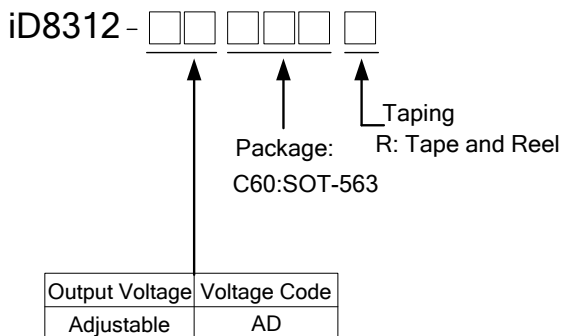 iD8312 -
Taping
R: Tape and Reel
Package:
C60:SOT-563
Output Voltage Voltage Code
Adjustable AD